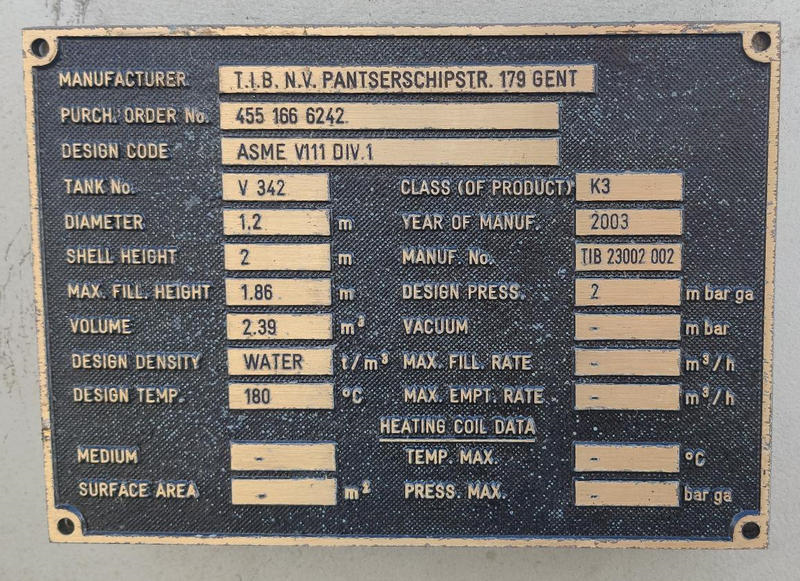 MANUFACTURER T.I.B. N.V. PANTSERSCHIPSTR. 179 GENT
PURCH. ORDER No. 455 166 6242
DESIGN CODE ASME V111 DIV.1
TANK No. V 342 CLASS (OF PRODUCT) K3
DIAMETER 1.2 m YEAR OF MANUF. 2003
SHELL HEIGHT 2 m MANUF. No. TIB 23002 002
MAX. FILL. HEIGHT 1.86 m DESIGN PRESS. 2 m bar ga
VOLUME 2.39 m³ VACUUM - m bar
DESIGN DENSITY WATER t/m³ MAX. FILL RATE - m³/h
DESIGN TEMP. 180 °C MAX. EMPT. RATE - m³/h
HEATING COIL DATA
MEDIUM - TEMP. MAX. - °C
SURFACE AREA - m² PRESS. MAX. - bar ga